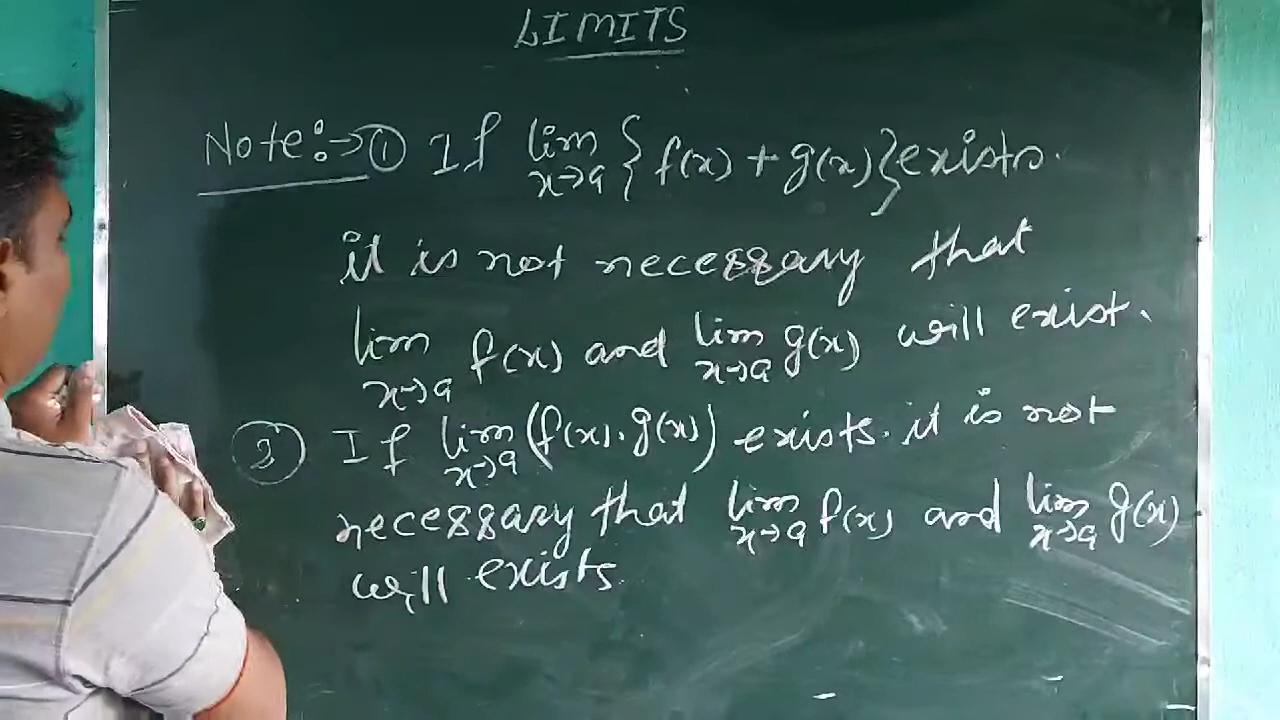 LIMITS
Note:→① If lim x→a {f(x) + g(x)} exists.
it is not necessary that
lim x→a f(x) and lim x→a g(x) will exist.
② If lim x→a (f(x).g(x)) exists. it is not
necessary that lim x→a f(x) and lim x→a g(x)
will exists.